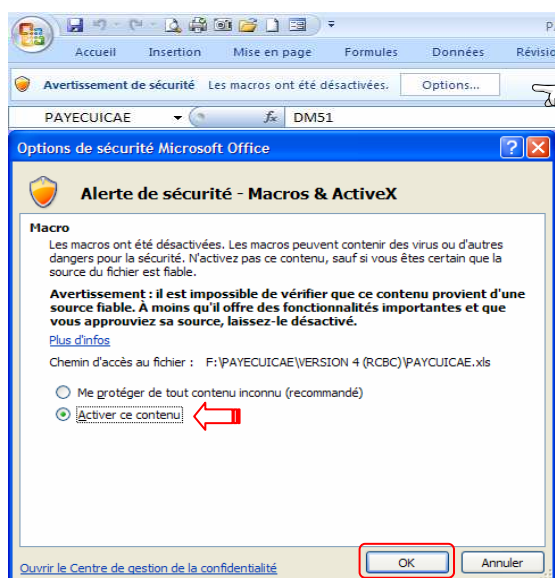 Accueil Insertion Mise en page Formules Données
Avertissement de sécurité Les macros ont été désactivées. Options...
PAYECUICAE fx DM51
Options de sécurité Microsoft Office
Alerte de sécurité - Macros & ActiveX
Macro
Les macros ont été désactivées. Les macros peuvent contenir des virus ou d'autres
dangers pour la sécurité. N'activez pas ce contenu, sauf si vous êtes certain que la
source du fichier est fiable.
Avertissement : il est impossible de vérifier que ce contenu provient d'une
source fiable. À moins qu'il offre des fonctionnalités importantes et que
vous approuviez sa source, laissez-le désactivé.
Plus d'infos
Chemin d'accès au fichier : F:\PAYECUICAE\VERSION 4 (RCBC)\PAYCUICAE.xls
Me protéger de tout contenu inconnu (recommandé)
Activer ce contenu
Ouvrir le Centre de gestion de la confidentialité OK Annuler